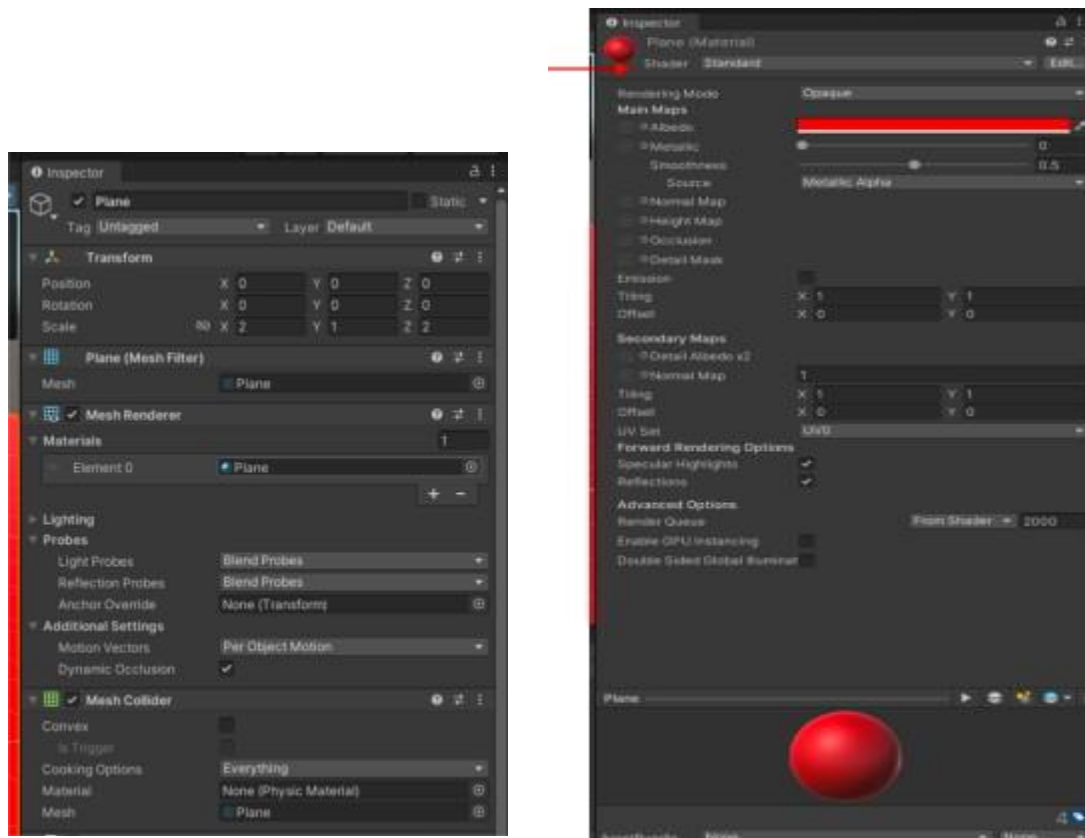 Inspector
Plane
Static
Tag Untagged Layer Default
Transform
Position X 0 Y 0 Z 0
Rotation X 0 Y 0 Z 0
Scale X 2 Y 1 Z 2
Plane (Mesh Filter)
Mesh Plane
Mesh Renderer
Materials 1
Element 0 Plane
+ -
Lighting
Probes
Light Probes Blend Probes
Reflection Probes Blend Probes
Anchor Override None (Transform)
Additional Settings
Motion Vectors Per Object Motion
Dynamic Occlusion
Mesh Collider
Convex
Is Trigger
Cooking Options Everything
Material None (Physic Material)
Mesh Plane
Inspector
Plane (Material)
Shader Standard Edit...
Rendering Mode Opaque
Main Maps
Albedo
Metallic 0
Smoothness 0.5
Source Metallic Alpha
Normal Map
Height Map
Occlusion
Detail Mask
Emission
Tiling X 1 Y 1
Offset X 0 Y 0
Secondary Maps
Detail Albedo x2
Normal Map 1
Tiling X 1 Y 1
Offset X 0 Y 0
UV Set UV0
Forward Rendering Options
Specular Highlights
Reflections
Advanced Options
Render Queue From Shader 2000
Enable GPU Instancing
Double Sided Global Illuminat
Plane